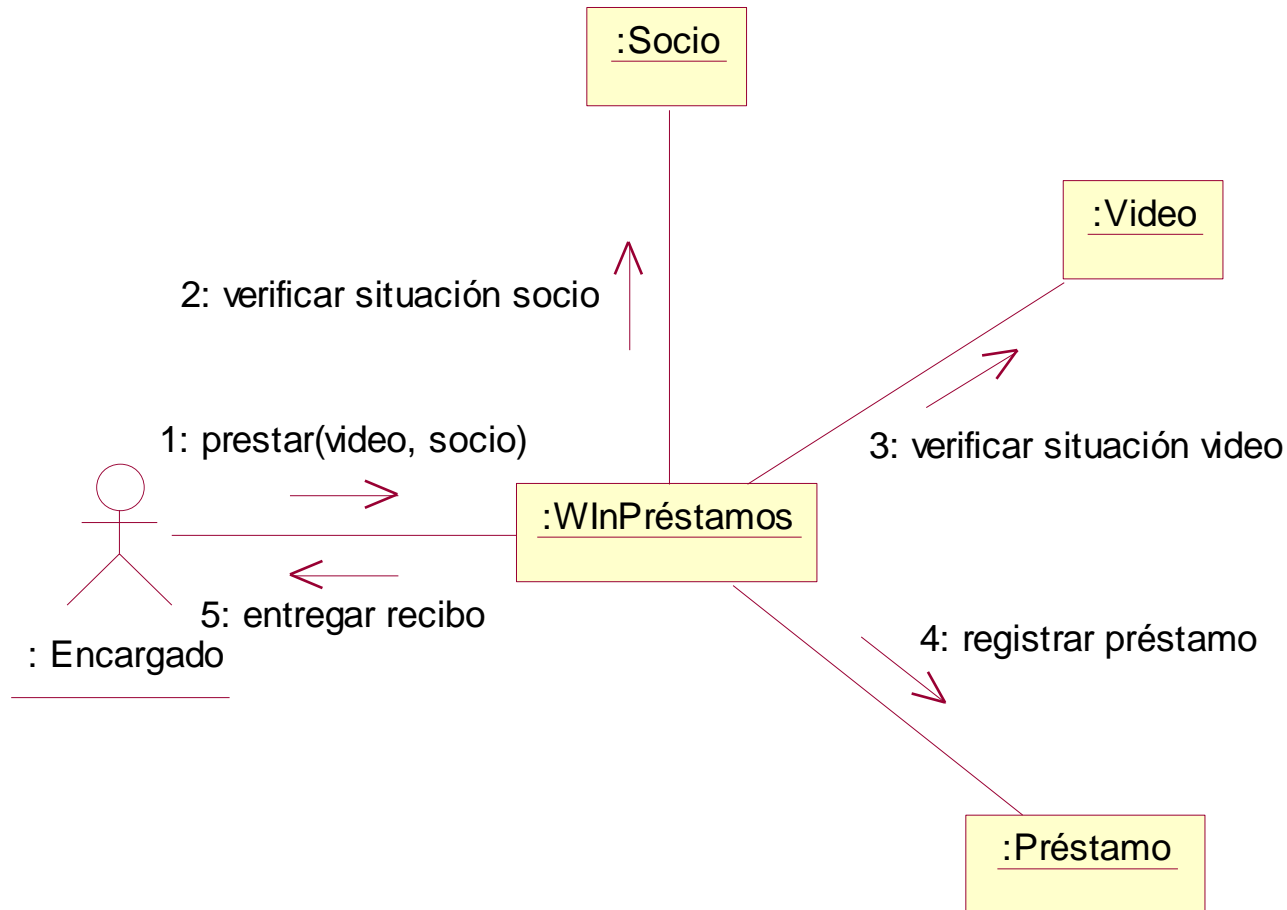 :Socio
:Video
2: verificar situación socio
1: prestar(video, socio)
3: verificar situación video
:WInPréstamos
5: entregar recibo
: Encargado
4: registrar préstamo
:Préstamo